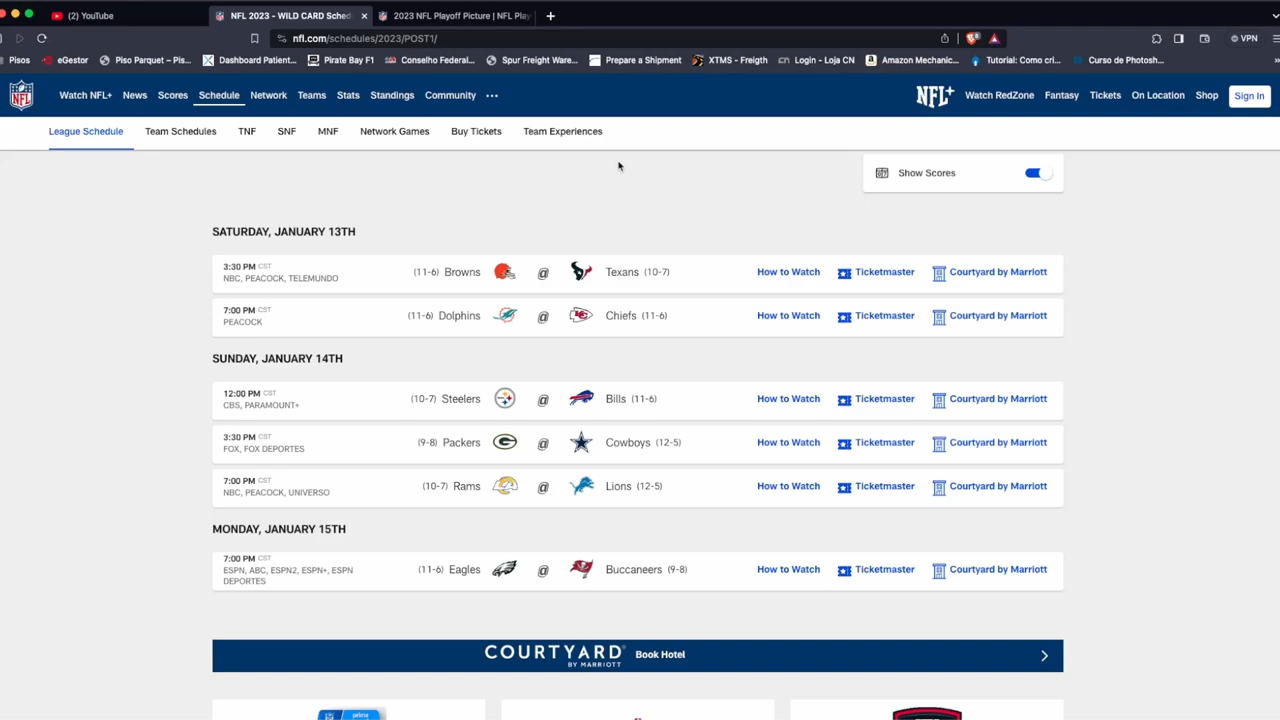 (2) YouTube
NFL 2023 - WILD CARD Sched
2023 NFL Playoff Picture | NFL Play
nfl.com/schedules/2023/POST1/
VPN
Pisos
eGestor
Piso Parquet – Pis...
Dashboard Patient...
Pirate Bay F1
Conselho Federal...
Spur Freight Ware...
Prepare a Shipment
XTMS - Freigth
Login - Loja CN
Amazon Mechanic...
Tutorial: Como cri...
Curso de Photosh...
NFL
Watch NFL+
News
Scores
Schedule
Network
Teams
Stats
Standings
Community
NFL+
Watch RedZone
Fantasy
Tickets
On Location
Shop
Sign In
League Schedule
Team Schedules
TNF
SNF
MNF
Network Games
Buy Tickets
Team Experiences
Show Scores
SATURDAY, JANUARY 13TH
3:30 PM CST
NBC, PEACOCK, TELEMUNDO
(11-6) Browns @ Texans (10-7)
How to Watch
Ticketmaster
Courtyard by Marriott
7:00 PM CST
PEACOCK
(11-6) Dolphins @ Chiefs (11-6)
How to Watch
Ticketmaster
Courtyard by Marriott
SUNDAY, JANUARY 14TH
12:00 PM CST
CBS, PARAMOUNT+
(10-7) Steelers @ Bills (11-6)
How to Watch
Ticketmaster
Courtyard by Marriott
3:30 PM CST
FOX, FOX DEPORTES
(9-8) Packers @ Cowboys (12-5)
How to Watch
Ticketmaster
Courtyard by Marriott
7:00 PM CST
NBC, PEACOCK, UNIVERSO
(10-7) Rams @ Lions (12-5)
How to Watch
Ticketmaster
Courtyard by Marriott
MONDAY, JANUARY 15TH
7:00 PM CST
ESPN, ABC, ESPN2, ESPN+, ESPN
DEPORTES
(11-6) Eagles @ Buccaneers (9-8)
How to Watch
Ticketmaster
Courtyard by Marriott
COURTYARD
BY MARRIOTT
Book Hotel
prime